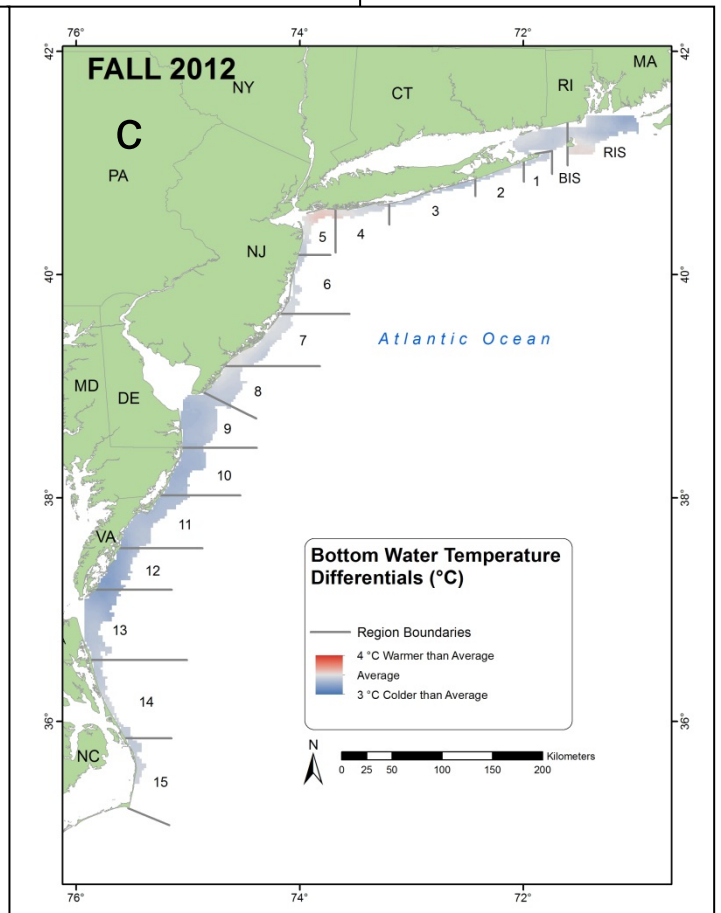 76°
74°
72°
42°
42°
FALL 2012
C
NY
CT
RI
MA
PA
RIS
BIS
1
2
3
4
5
NJ
40°
40°
6
7
Atlantic Ocean
MD
DE
8
9
10
38°
38°
11
VA
12
13
14
36°
36°
NC
15
Bottom Water Temperature
Differentials (°C)
Region Boundaries
4 °C Warmer than Average
Average
3 °C Colder than Average
N
Kilometers
0 25 50 100 150 200
76°
74°
72°